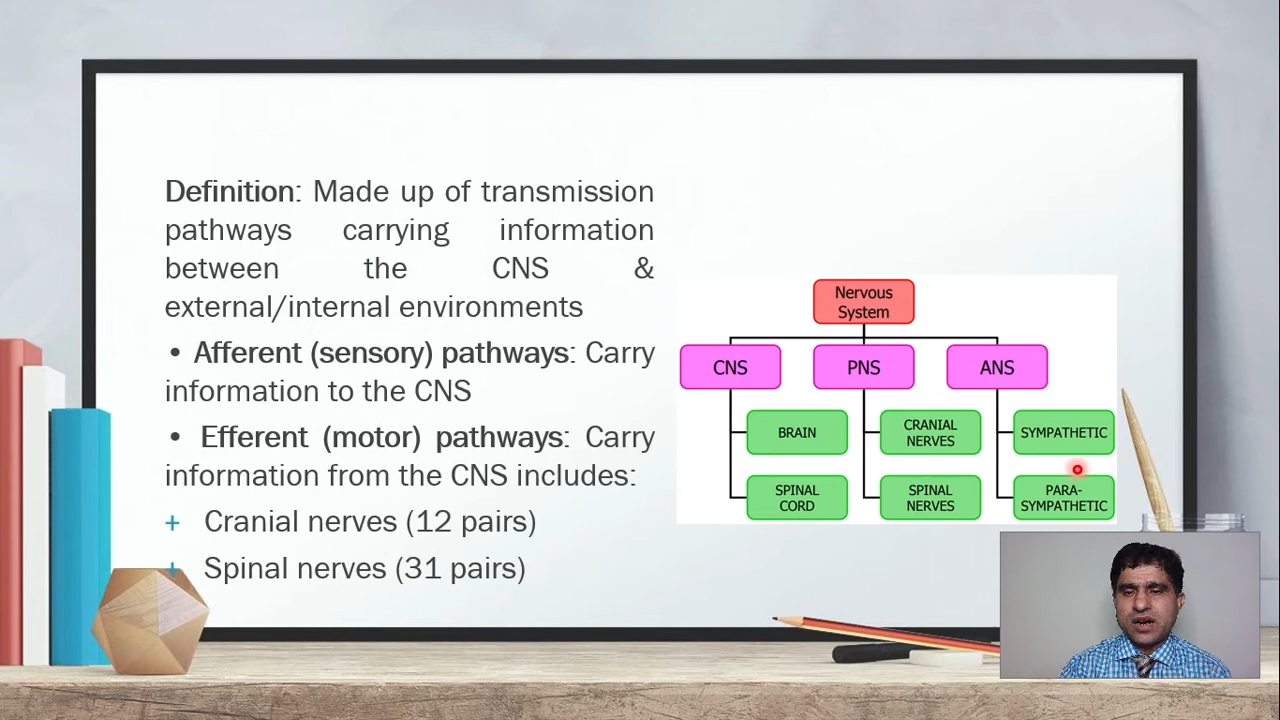 Definition: Made up of transmission
pathways carrying information
between the CNS &
external/internal environments
• Afferent (sensory) pathways: Carry
information to the CNS
• Efferent (motor) pathways: Carry
information from the CNS includes:
+ Cranial nerves (12 pairs)
+ Spinal nerves (31 pairs)
Nervous
System
CNS
PNS
ANS
BRAIN
CRANIAL
NERVES
SYMPATHETIC
SPINAL
CORD
SPINAL
NERVES
PARA-
SYMPATHETIC